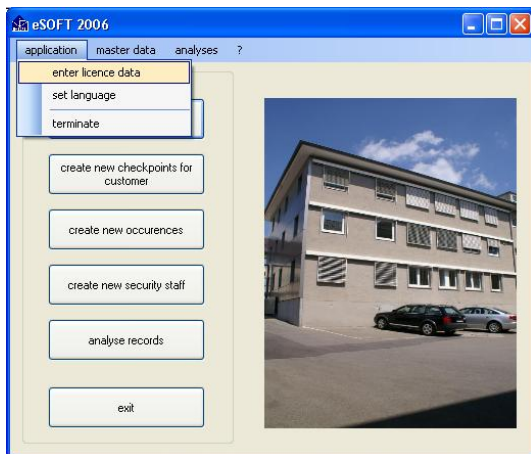 eSOFT 2006
application master data analyses ?
enter licence data
set language
terminate
create new checkpoints for
customer
create new occurences
create new security staff
analyse records
exit